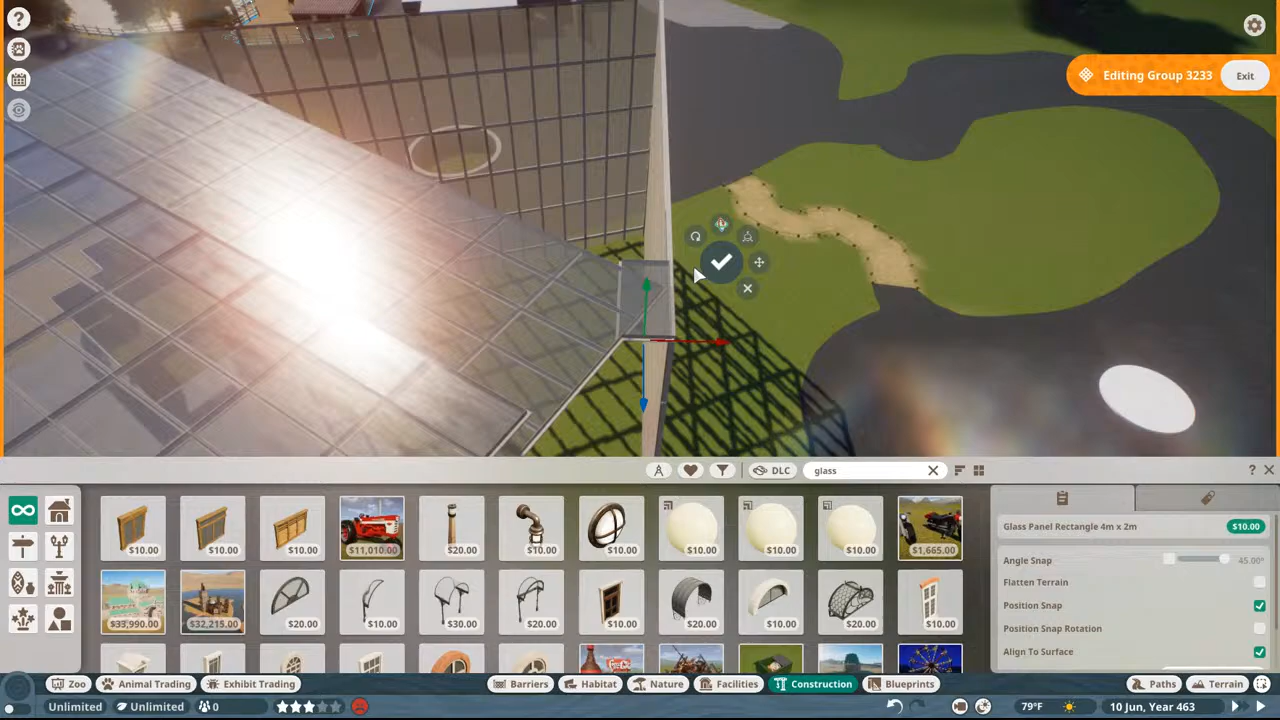 Editing Group 3233
Exit
DLC
glass
$10.00
$10.00
$10.00
$11,010.00
$20.00
$10.00
$10.00
$10.00
$10.00
$10.00
$1,665.00
$33,990.00
$32,215.00
$20.00
$10.00
$30.00
$20.00
$10.00
$20.00
$10.00
$20.00
$10.00
Glass Panel Rectangle 4m x 2m
$10.00
Angle Snap
45.00°
Flatten Terrain
Position Snap
Position Snap Rotation
Align To Surface
Zoo
Animal Trading
Exhibit Trading
Barriers
Habitat
Nature
Facilities
Construction
Blueprints
Paths
Terrain
Unlimited
Unlimited
0
79°F
10 Jun, Year 463